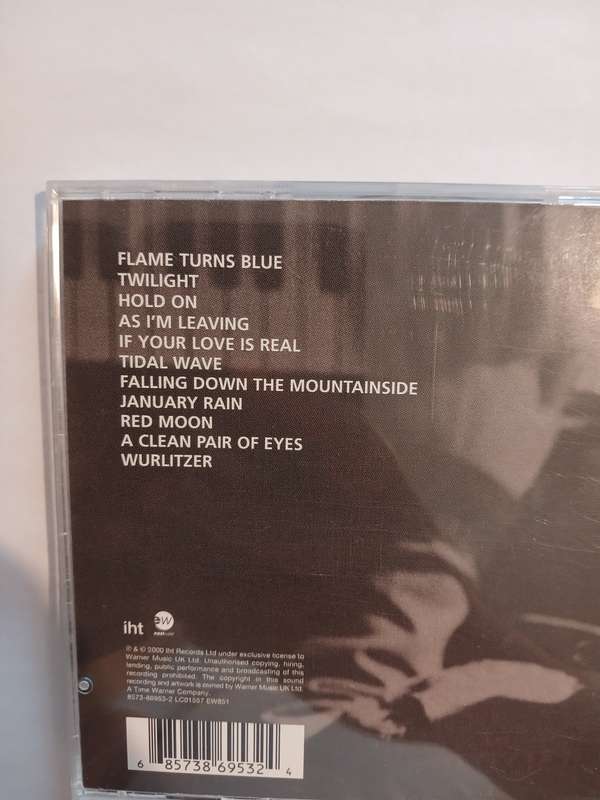 FLAME TURNS BLUE
TWILIGHT
HOLD ON
AS I'M LEAVING
IF YOUR LOVE IS REAL
TIDAL WAVE
FALLING DOWN THE MOUNTAINSIDE
JANUARY RAIN
RED MOON
A CLEAN PAIR OF EYES
WURLITZER
iht ew
℗ & © 2000 iht Records Ltd under exclusive license to
Warner Music UK Ltd. Unauthorised copying, hiring,
lending, public performance and broadcasting of this
recording prohibited. The copyright in this sound
recording and artwork is owned by Warner Music UK Ltd.
A Time Warner Company.
8573-86953-2 LC01557 EW851
6 85738 69532 4